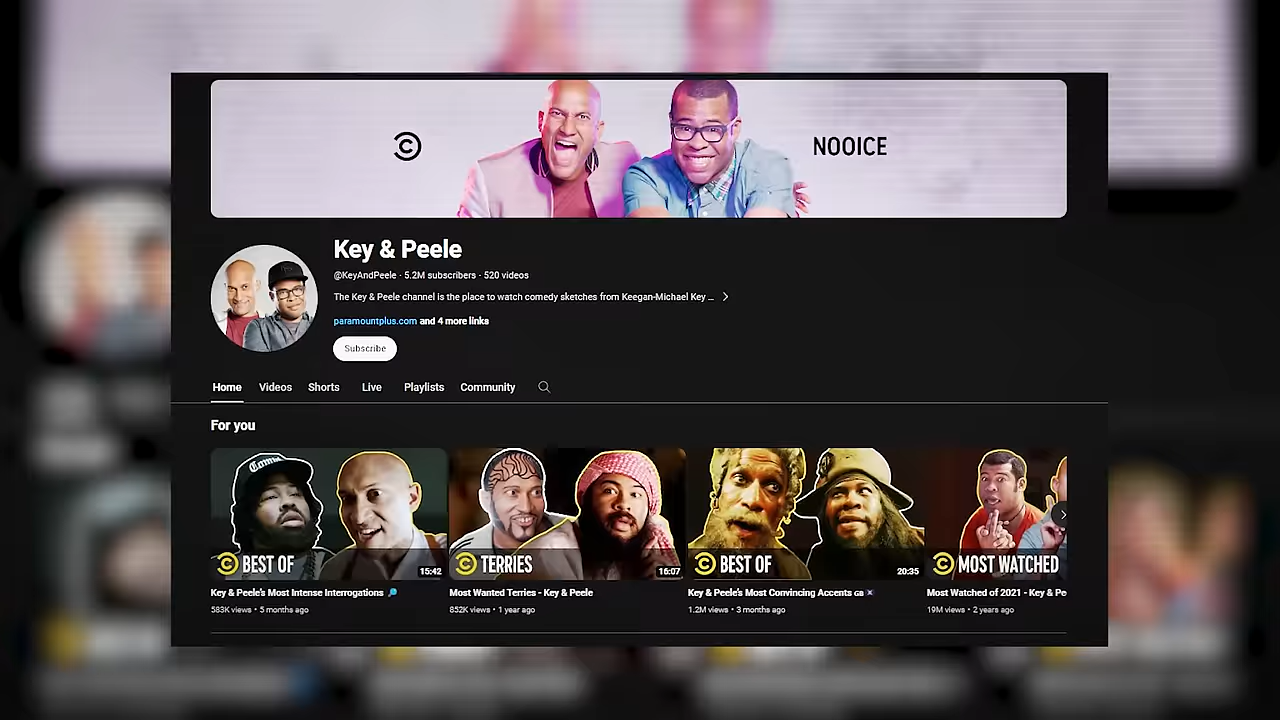 NOOICE
Key & Peele
@KeyAndPeele · 5.2M subscribers · 520 videos
The Key & Peele channel is the place to watch comedy sketches from Keegan-Michael Key ...
paramountplus.com and 4 more links
Subscribe
Home Videos Shorts Live Playlists Community
For you
BEST OF
15:42
TERRIES
16:07
BEST OF
20:35
MOST WATCHED
Key & Peele's Most Intense Interrogations
583K views • 5 months ago
Most Wanted Terries - Key & Peele
852K views • 1 year ago
Key & Peele's Most Convincing Accents GB
1.2M views • 3 months ago
Most Watched of 2021 - Key & Pe
19M views • 2 years ago